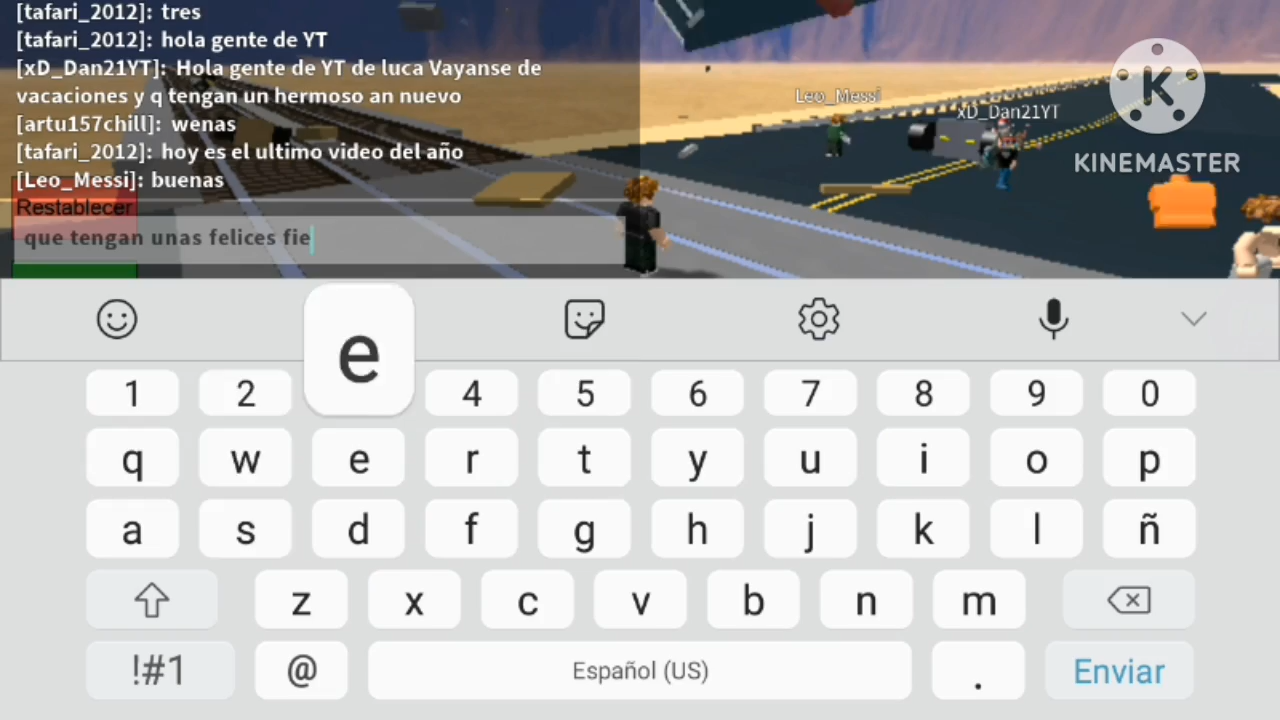 [tafari_2012]: tres
[tafari_2012]: hola gente de YT
[xD_Dan21YT]: Hola gente de YT de luca Vayanse de
vacaciones y q tengan un hermoso an nuevo
[artu157chill]: wenas
[tafari_2012]: hoy es el ultimo video del año
[Leo_Messi]: buenas
Restablecer
que tengan unas felices fie
Leo_Messi
xD_Dan21YT
KINEMASTER
e
1 2 4 5 6 7 8 9 0
q w e r t y u i o p
a s d f g h j k l ñ
z x c v b n m
!#1 @ Español (US) . Enviar